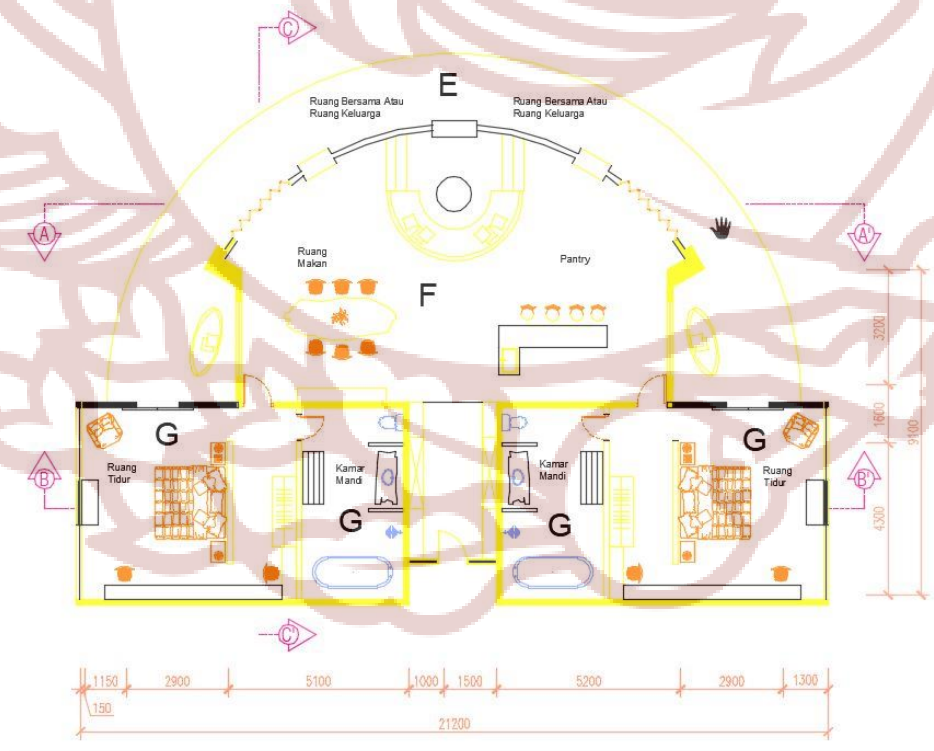 C
E
Ruang Bersama Atau
Ruang Keluarga
Ruang Bersama Atau
Ruang Keluarga
A
A'
Ruang
Makan
Pantry
F
3200
1600
9100
4300
G
G
Ruang
Tidur
Kamar
Mandi
Kamar
Mandi
Ruang
Tidur
B
B'
G
G
C'
1150
2900
5100
1000
1500
5200
2900
1300
150
21200